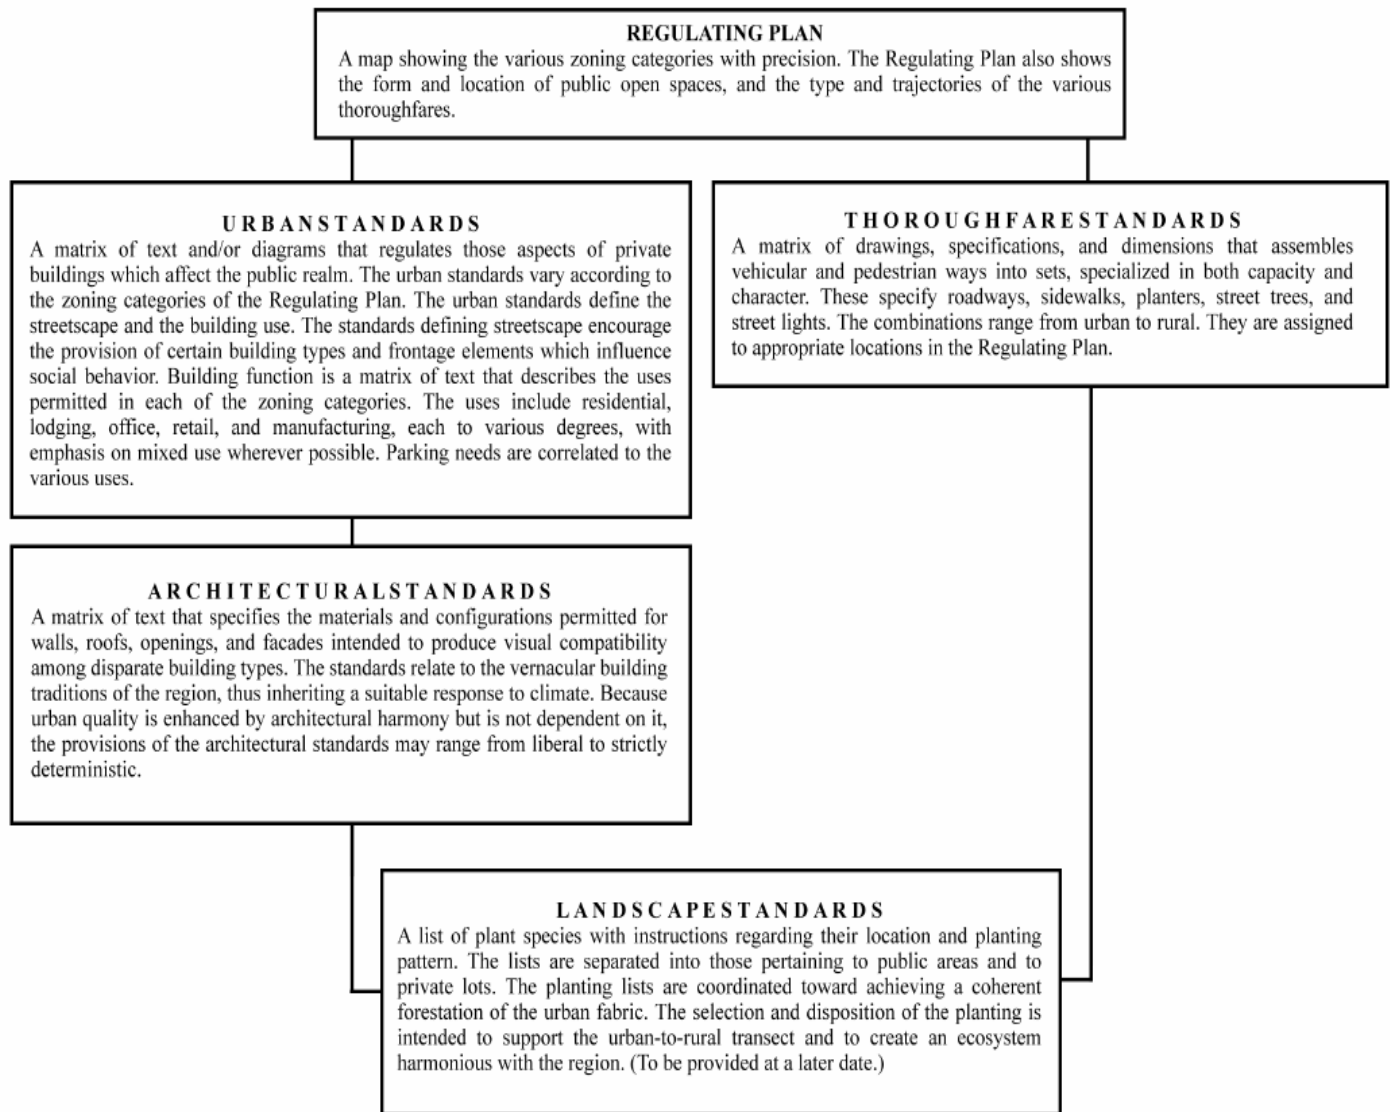 REGULATING PLAN
A map showing the various zoning categories with precision. The Regulating Plan also shows
the form and location of public open spaces, and the type and trajectories of the various
thoroughfares.
URBANSTANDARDS
A matrix of text and/or diagrams that regulates those aspects of private
buildings which affect the public realm. The urban standards vary according to
the zoning categories of the Regulating Plan. The urban standards define the
streetscape and the building use. The standards defining streetscape encourage
the provision of certain building types and frontage elements which influence
social behavior. Building function is a matrix of text that describes the uses
permitted in each of the zoning categories. The uses include residential,
lodging, office, retail, and manufacturing, each to various degrees, with
emphasis on mixed use wherever possible. Parking needs are correlated to the
various uses.
THOROUGHFARESTANDARDS
A matrix of drawings, specifications, and dimensions that assembles
vehicular and pedestrian ways into sets, specialized in both capacity and
character. These specify roadways, sidewalks, planters, street trees, and
street lights. The combinations range from urban to rural. They are assigned
to appropriate locations in the Regulating Plan.
ARCHITECTURALSTANDARDS
A matrix of text that specifies the materials and configurations permitted for
walls, roofs, openings, and facades intended to produce visual compatibility
among disparate building types. The standards relate to the vernacular building
traditions of the region, thus inheriting a suitable response to climate. Because
urban quality is enhanced by architectural harmony but is not dependent on it,
the provisions of the architectural standards may range from liberal to strictly
deterministic.
LANDSCAPESTANDARDS
A list of plant species with instructions regarding their location and planting
pattern. The lists are separated into those pertaining to public areas and to
private lots. The planting lists are coordinated toward achieving a coherent
forestation of the urban fabric. The selection and disposition of the planting is
intended to support the urban-to-rural transect and to create an ecosystem
harmonious with the region. (To be provided at a later date.)